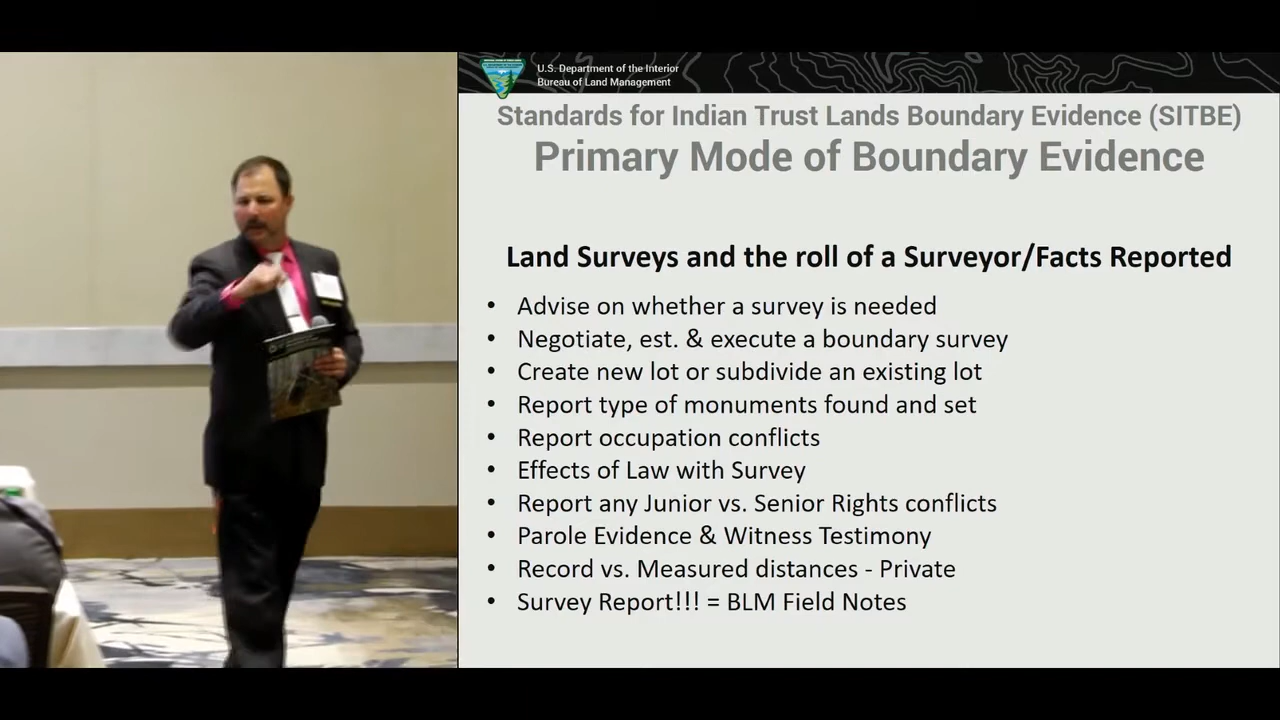 U.S. Department of the Interior
Bureau of Land Management
Standards for Indian Trust Lands Boundary Evidence (SITBE)
Primary Mode of Boundary Evidence
Land Surveys and the roll of a Surveyor/Facts Reported
• Advise on whether a survey is needed
• Negotiate, est. & execute a boundary survey
• Create new lot or subdivide an existing lot
• Report type of monuments found and set
• Report occupation conflicts
• Effects of Law with Survey
• Report any Junior vs. Senior Rights conflicts
• Parole Evidence & Witness Testimony
• Record vs. Measured distances - Private
• Survey Report!!! = BLM Field Notes